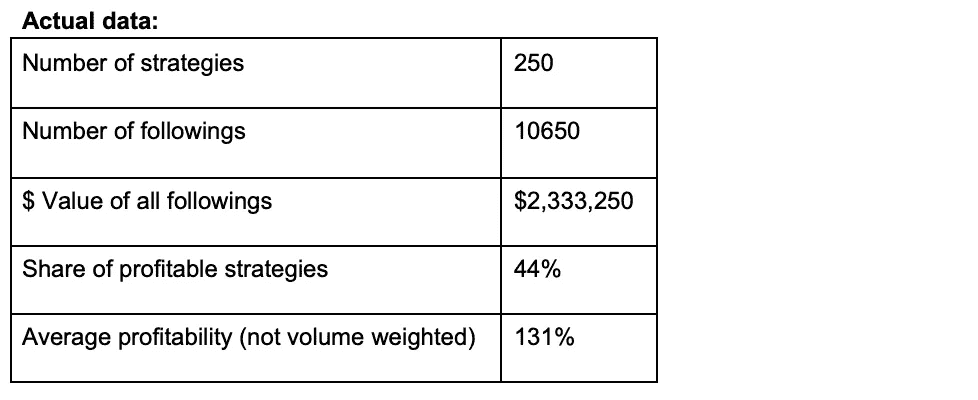 Actual data:
Number of strategies 250
Number of followings 10650
$ Value of all followings $2,333,250
Share of profitable strategies 44%
Average profitability (not volume weighted) 131%